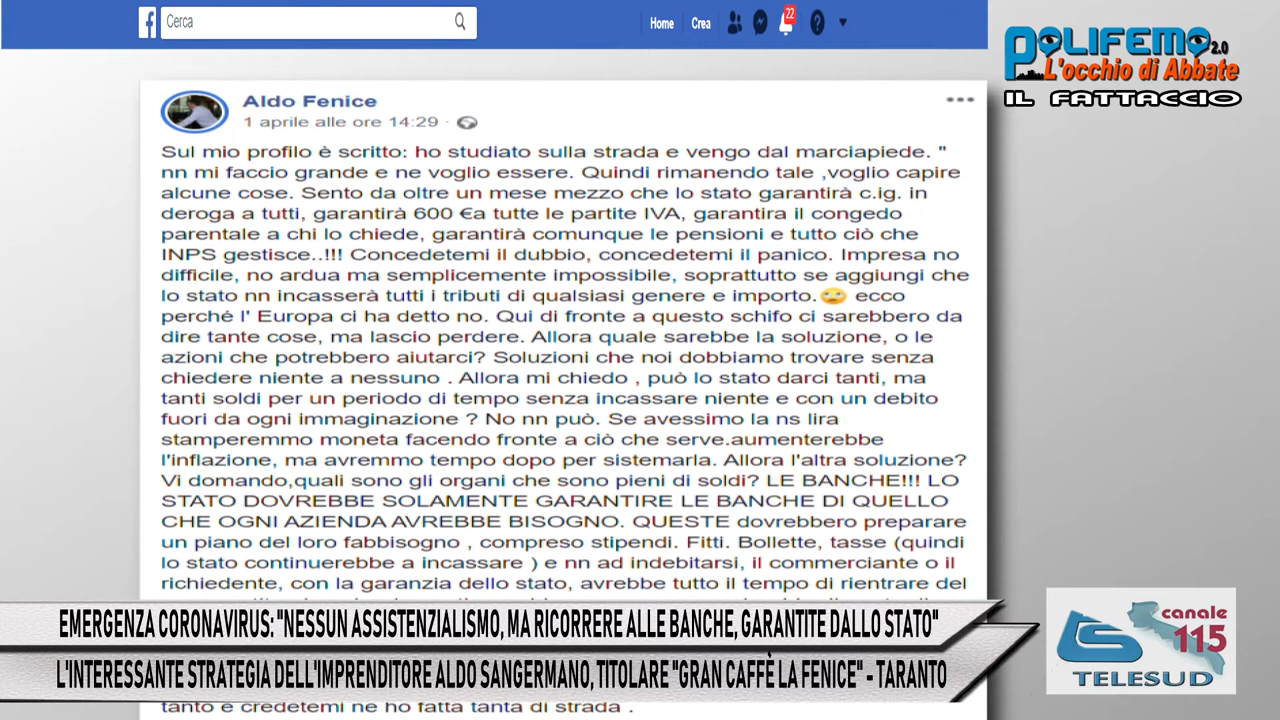 Cerca
Home
Crea
22
POLIFEMO 2.0
L'occhio di Abbate
IL FATTACCIO
Aldo Fenice
1 aprile alle ore 14:29 ·
Sul mio profilo è scritto: ho studiato sulla strada e vengo dal marciapiede. "
nn mi faccio grande e ne voglio essere. Quindi rimanendo tale ,voglio capire
alcune cose. Sento da oltre un mese mezzo che lo stato garantirà c.ig. in
deroga a tutti, garantirà 600 €a tutte le partite IVA, garantira il congedo
parentale a chi lo chiede, garantirà comunque le pensioni e tutto ciò che
INPS gestisce..!!! Concedetemi il dubbio, concedetemi il panico. Impresa no
difficile, no ardua ma semplicemente impossibile, soprattutto se aggiungi che
lo stato nn incasserà tutti i tributi di qualsiasi genere e importo. ecco
perché l' Europa ci ha detto no. Qui di fronte a questo schifo ci sarebbero da
dire tante cose, ma lascio perdere. Allora quale sarebbe la soluzione, o le
azioni che potrebbero aiutarci? Soluzioni che noi dobbiamo trovare senza
chiedere niente a nessuno . Allora mi chiedo , può lo stato darci tanti, ma
tanti soldi per un periodo di tempo senza incassare niente e con un debito
fuori da ogni immaginazione ? No nn può. Se avessimo la ns lira
stamperemmo moneta facendo fronte a ciò che serve.aumenterebbe
l'inflazione, ma avremmo tempo dopo per sistemarla. Allora l'altra soluzione?
Vi domando,quali sono gli organi che sono pieni di soldi? LE BANCHE!!! LO
STATO DOVREBBE SOLAMENTE GARANTIRE LE BANCHE DI QUELLO
CHE OGNI AZIENDA AVREBBE BISOGNO. QUESTE dovrebbero preparare
un piano del loro fabbisogno , compreso stipendi. Fitti. Bollette, tasse (quindi
lo stato continuerebbe a incassare ) e nn ad indebitarsi, il commerciante o il
richiedente, con la garanzia dello stato, avrebbe tutto il tempo di rientrare del
EMERGENZA CORONAVIRUS: "NESSUN ASSISTENZIALISMO, MA RICORRERE ALLE BANCHE, GARANTITE DALLO STATO"
L'INTERESSANTE STRATEGIA DELL'IMPRENDITORE ALDO SANGERMANO, TITOLARE "GRAN CAFFÈ LA FENICE" – TARANTO
tanto e credetemi ne ho fatta tanta di strada .
canale
115
TELESUD